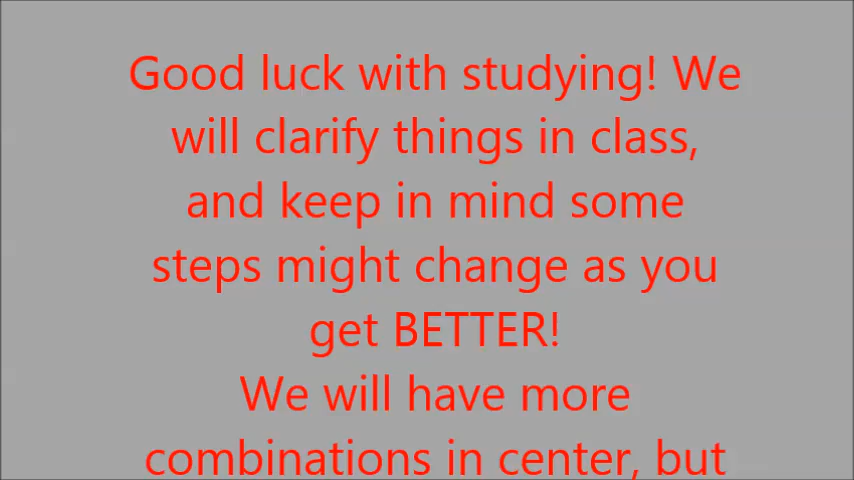 Good luck with studying! We
will clarify things in class,
and keep in mind some
steps might change as you
get BETTER!
We will have more
combinations in center, but